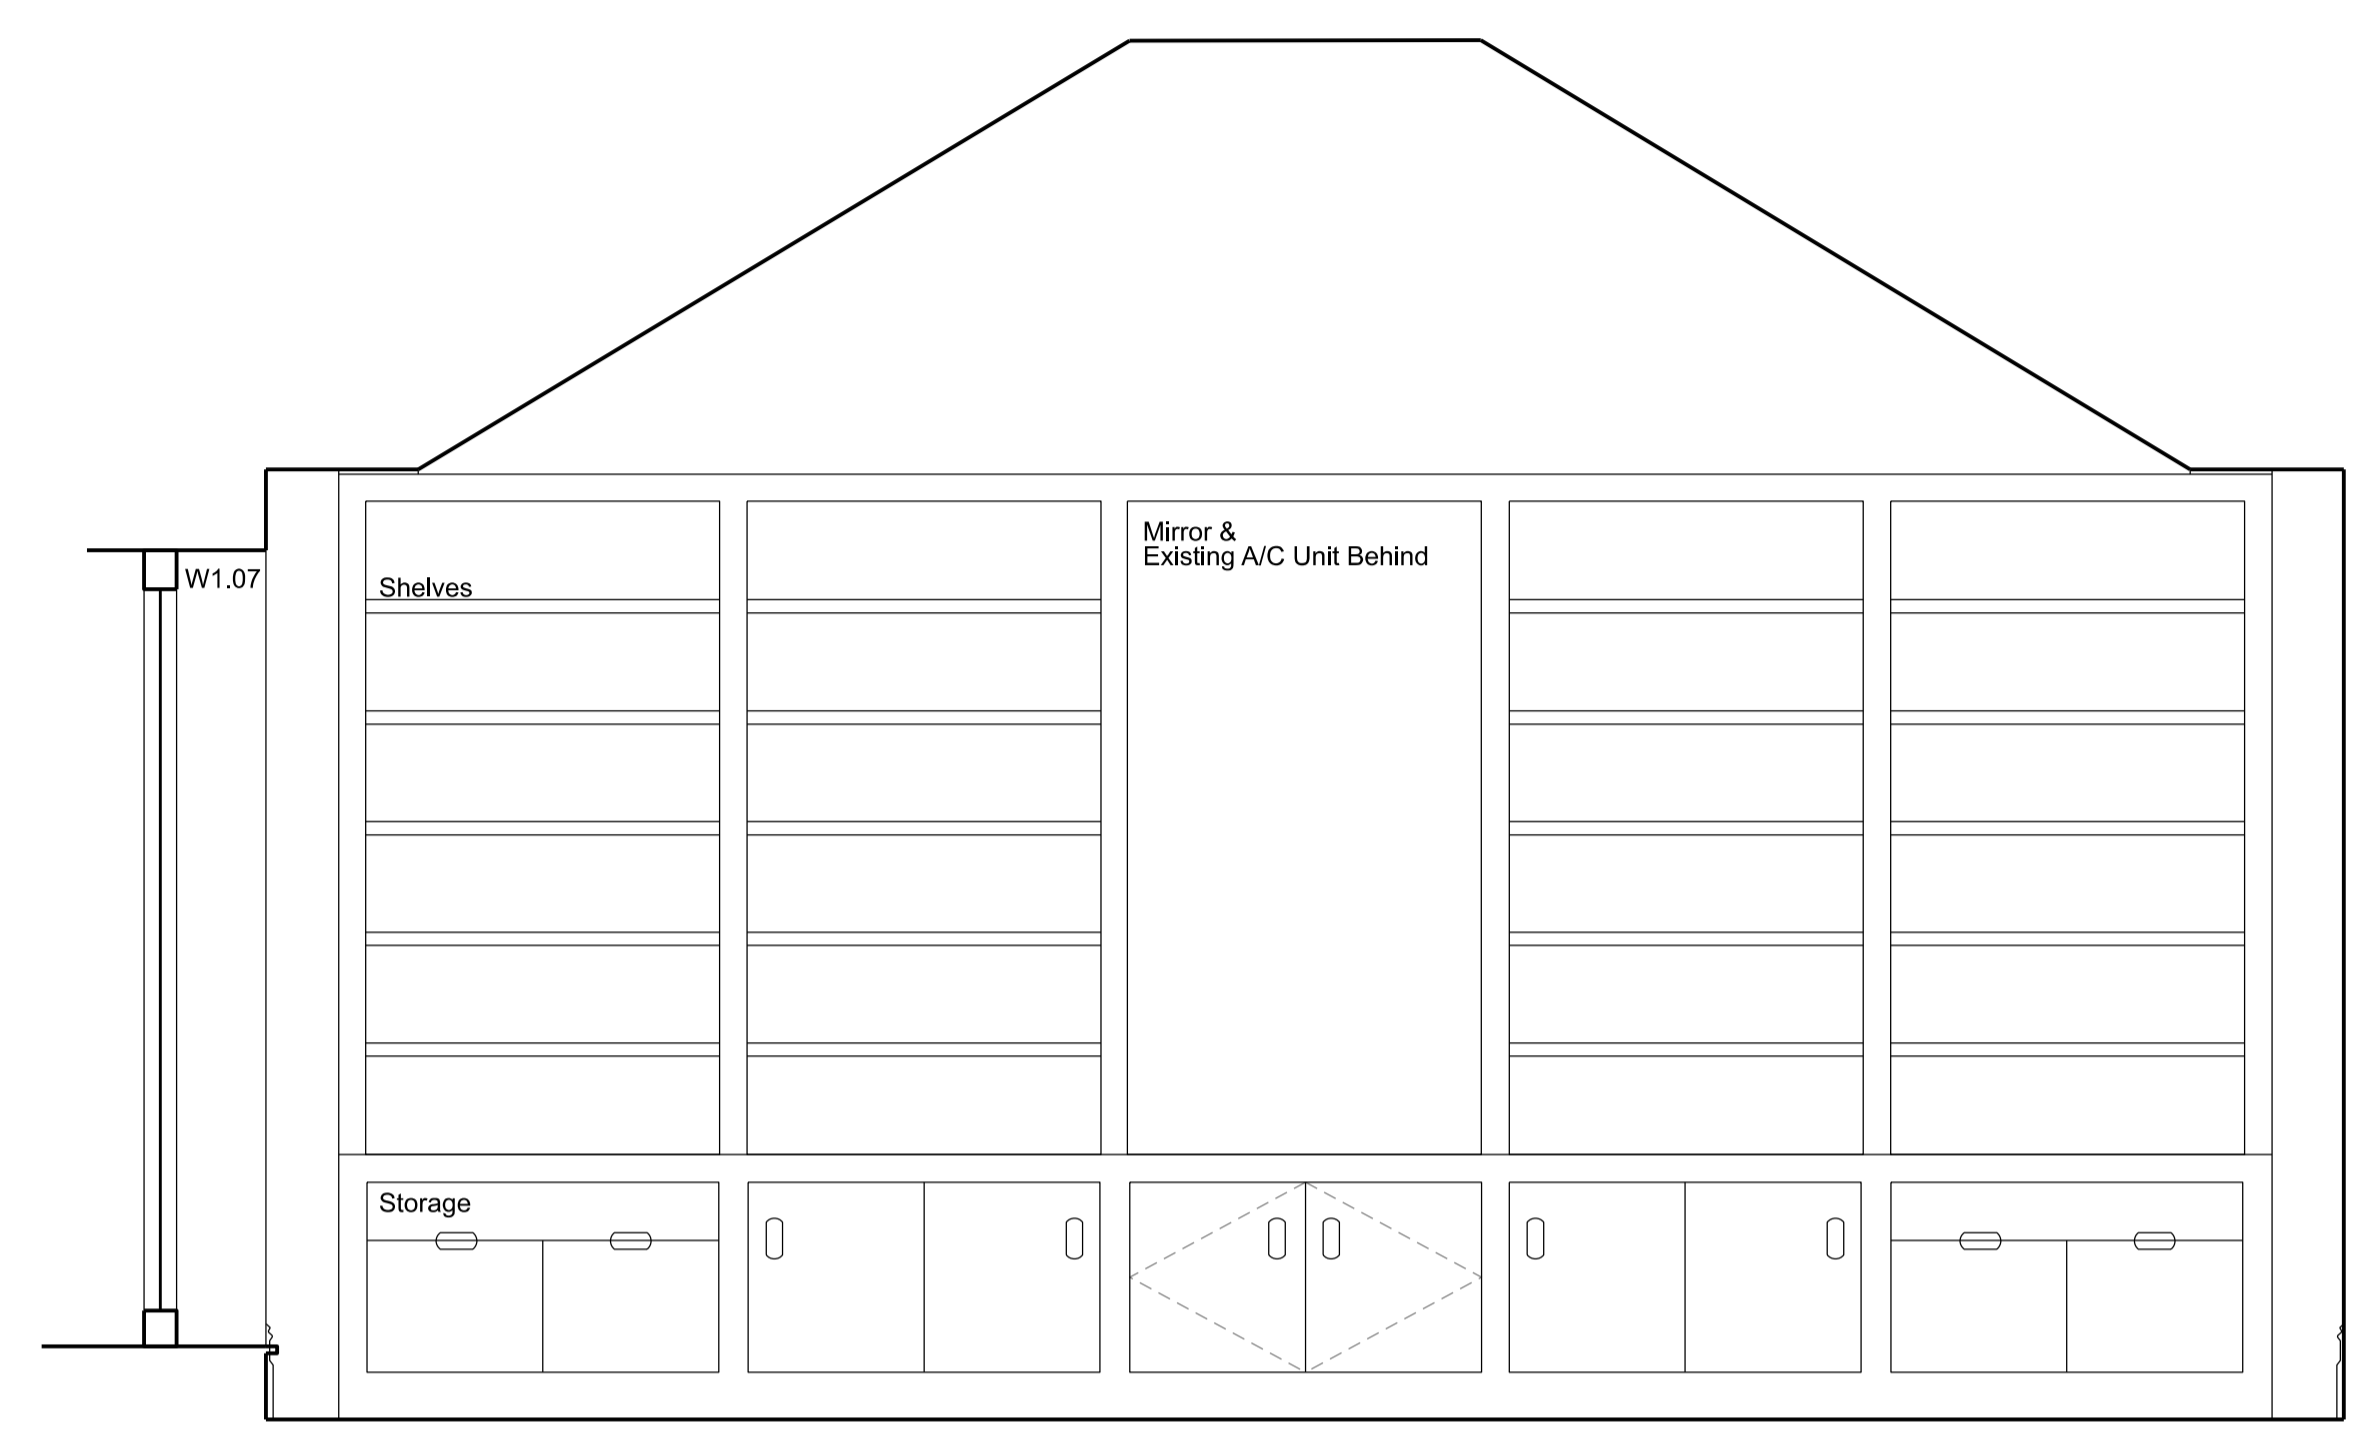 Mirror &
Existing A/C Unit Behind
W1.07
Shelves
Storage